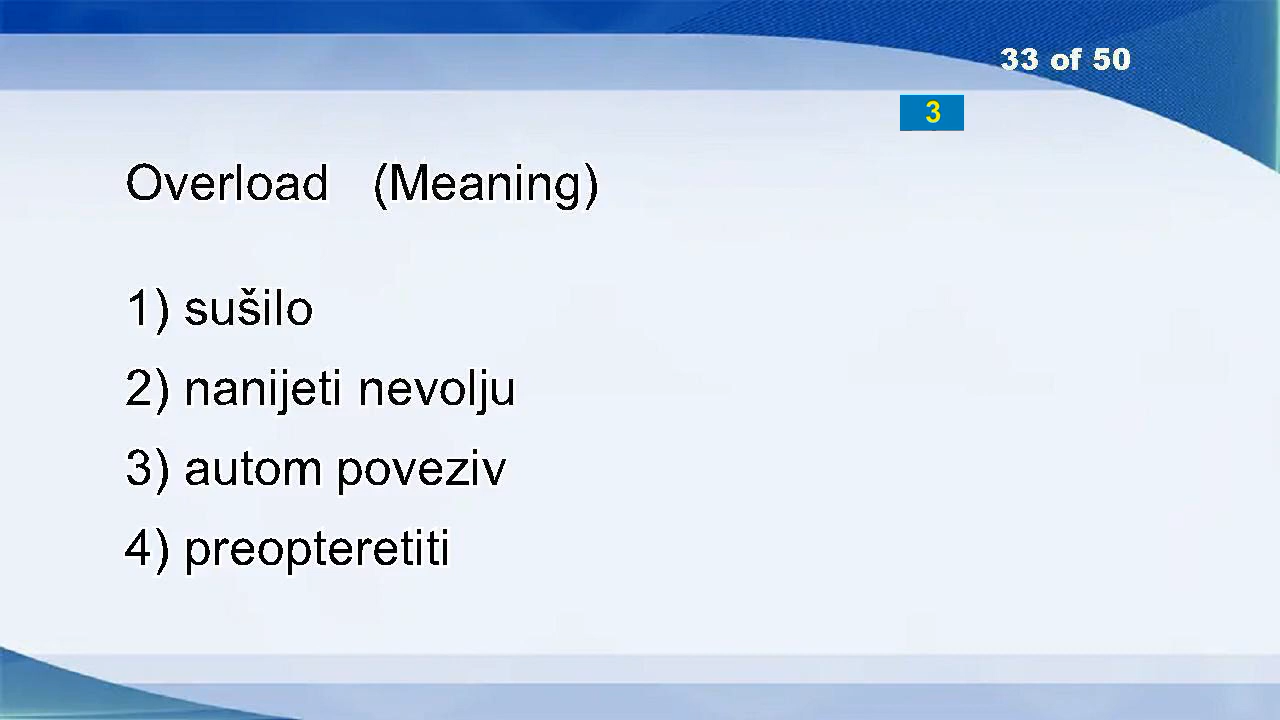 33 of 50
3
Overload (Meaning)
1) sušilo
2) nanijeti nevolju
3) autom poveziv
4) preopteretiti